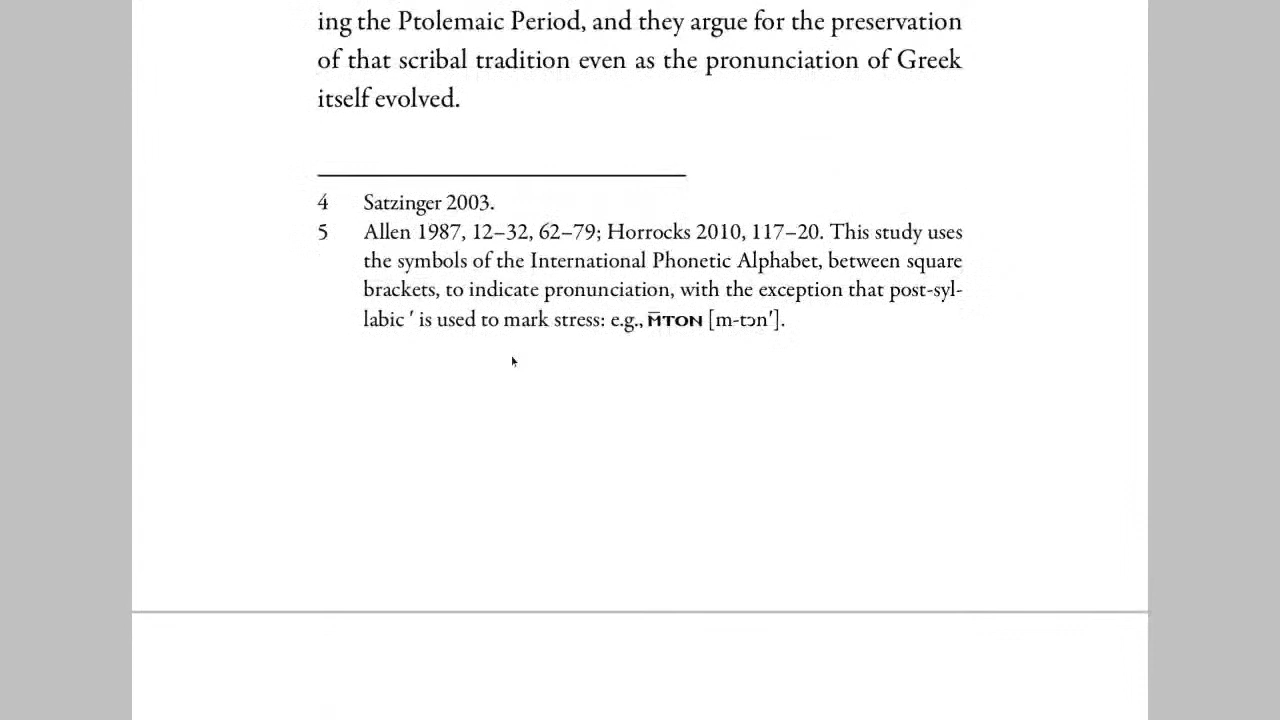 ing the Ptolemaic Period, and they argue for the preservation
of that scribal tradition even as the pronunciation of Greek
itself evolved.
4 Satzinger 2003.
5 Allen 1987, 12–32, 62–79; Horrocks 2010, 117–20. This study uses
the symbols of the International Phonetic Alphabet, between square
brackets, to indicate pronunciation, with the exception that post-syl-
labic ′ is used to mark stress: e.g., ⲙ̅ⲧⲟⲛ [m-tɔn′].